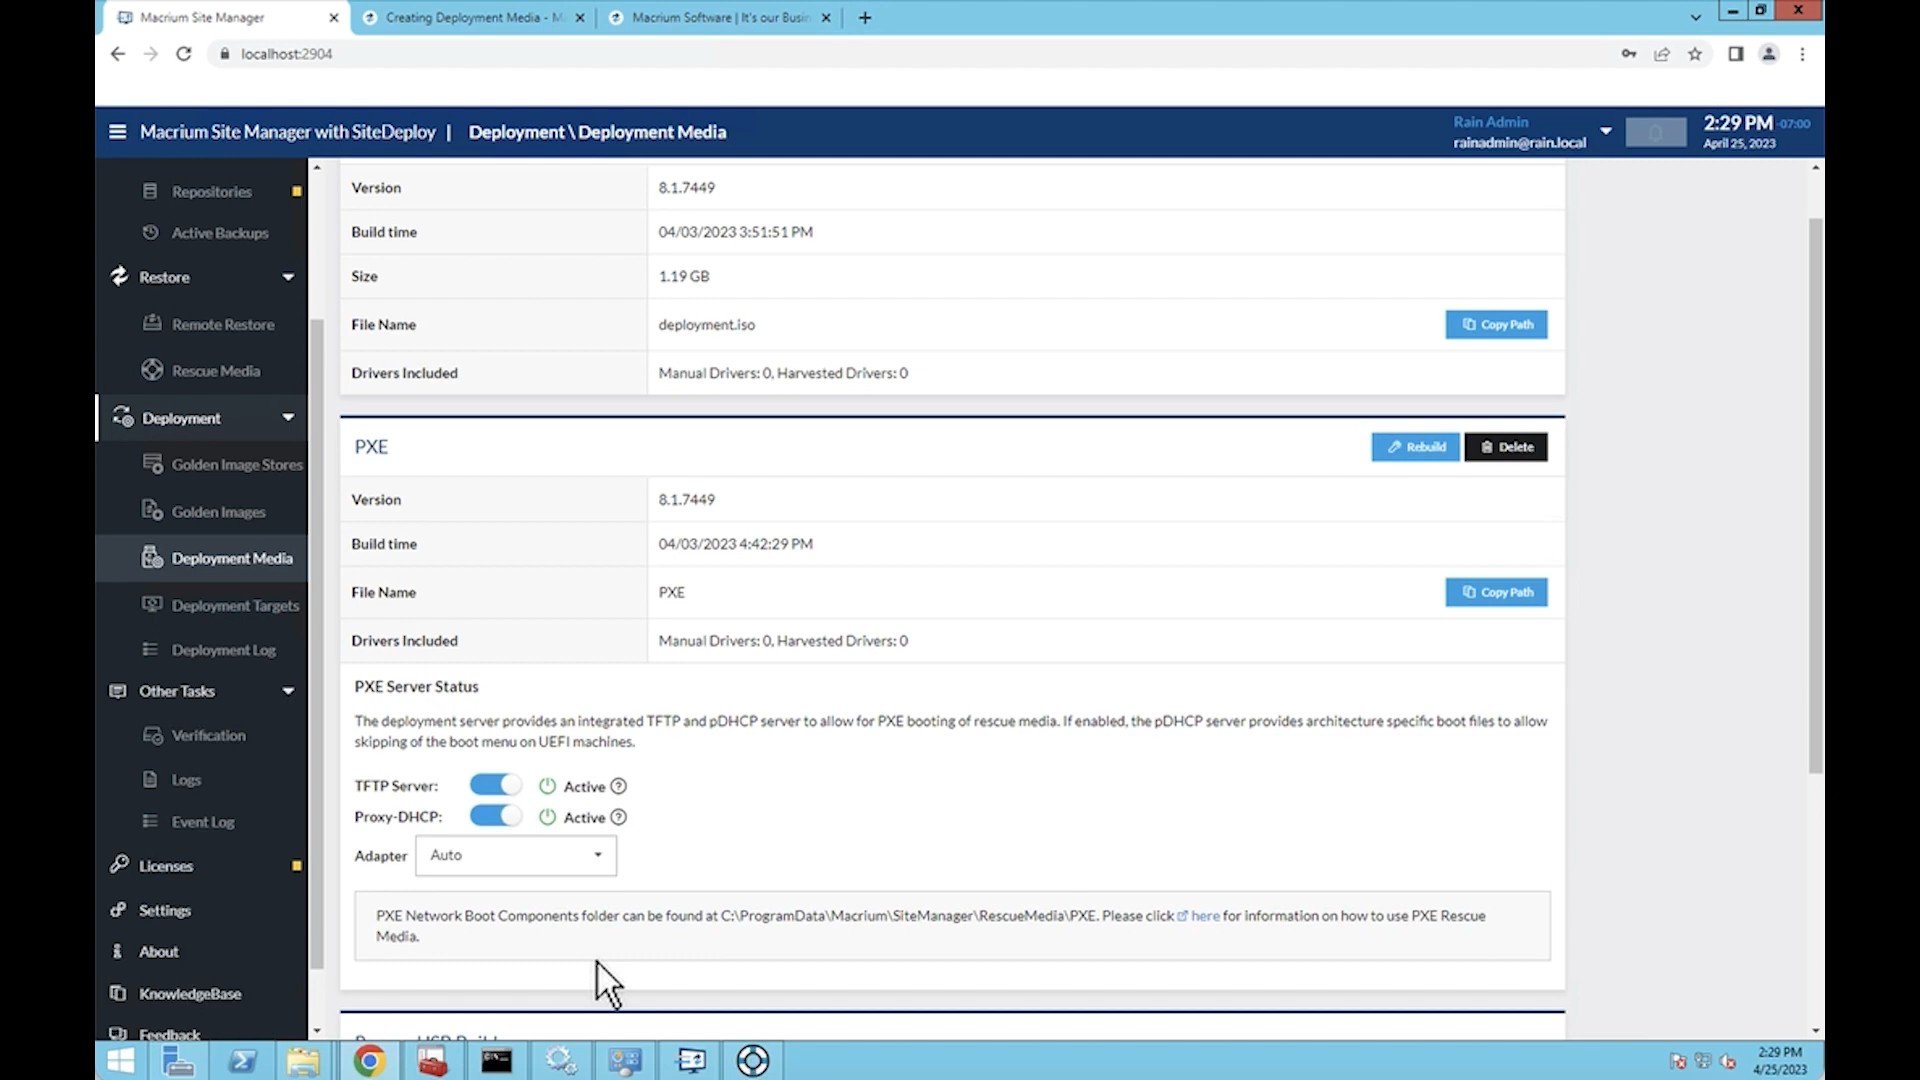 Macrium Site Manager
Creating Deployment Media - M
Macrium Software | It's our Busin
localhost:2904
Macrium Site Manager with SiteDeploy | Deployment \ Deployment Media
Rain Admin
rainadmin@rain.local
2:29 PM -07:00
April 25, 2023
Repositories
Active Backups
Restore
Remote Restore
Rescue Media
Deployment
Golden Image Stores
Golden Images
Deployment Media
Deployment Targets
Deployment Log
Other Tasks
Verification
Logs
Event Log
Licenses
Settings
About
KnowledgeBase
Feedback
Version 8.1.7449
Build time 04/03/2023 3:51:51 PM
Size 1.19 GB
File Name deployment.iso Copy Path
Drivers Included Manual Drivers: 0, Harvested Drivers: 0
PXE Rebuild Delete
Version 8.1.7449
Build time 04/03/2023 4:42:29 PM
File Name PXE Copy Path
Drivers Included Manual Drivers: 0, Harvested Drivers: 0
PXE Server Status
The deployment server provides an integrated TFTP and pDHCP server to allow for PXE booting of rescue media. If enabled, the pDHCP server provides architecture specific boot files to allow
skipping of the boot menu on UEFI machines.
TFTP Server: Active
Proxy-DHCP: Active
Adapter Auto
PXE Network Boot Components folder can be found at C:\ProgramData\Macrium\SiteManager\RescueMedia\PXE. Please click here for information on how to use PXE Rescue
Media.
2:29 PM
4/25/2023